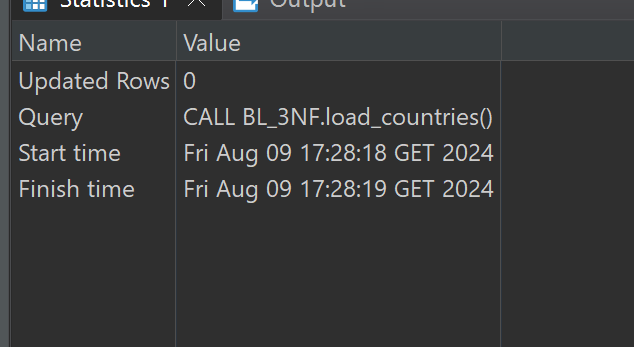 Statistics 1 Output
Name Value
Updated Rows 0
Query CALL BL_3NF.load_countries()
Start time Fri Aug 09 17:28:18 GET 2024
Finish time Fri Aug 09 17:28:19 GET 2024